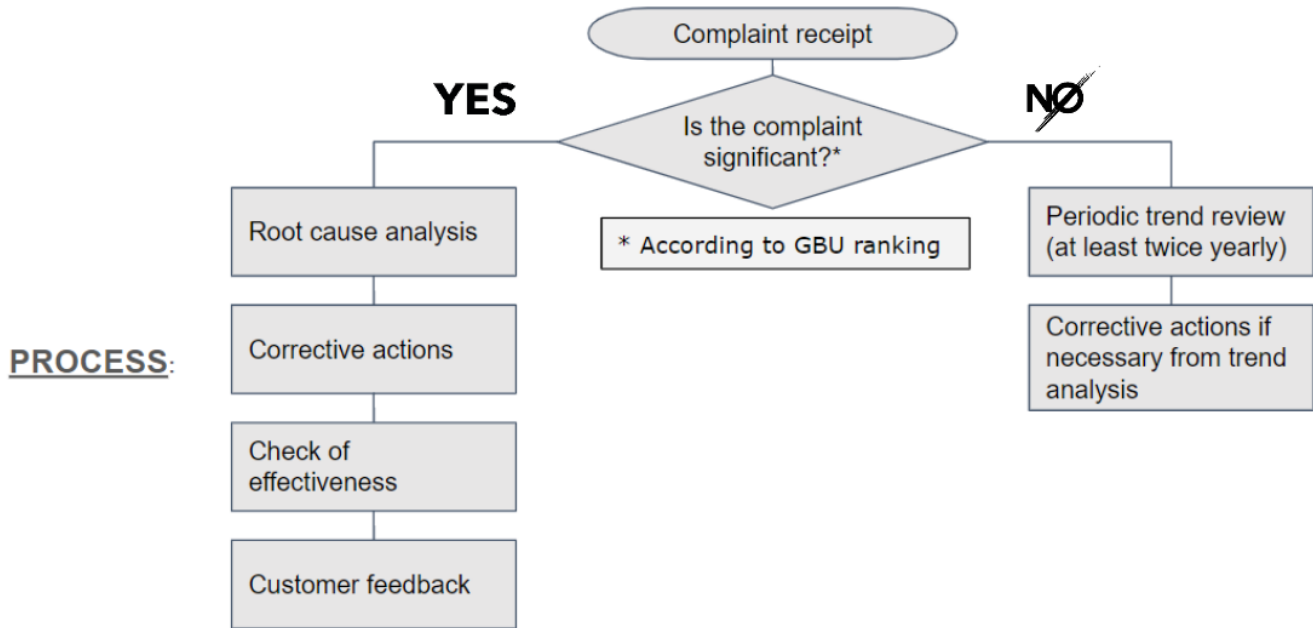 Complaint receipt
YES
NO
Is the complaint
significant?*
* According to GBU ranking
Root cause analysis
Corrective actions
Check of
effectiveness
Customer feedback
Periodic trend review
(at least twice yearly)
Corrective actions if
necessary from trend
analysis
PROCESS: